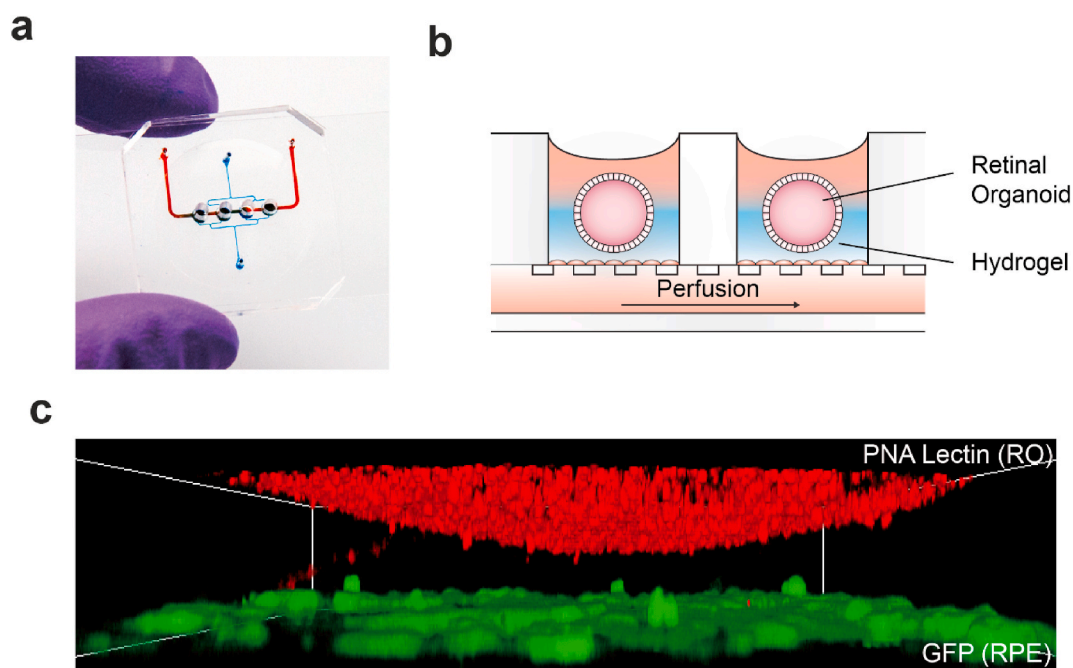 a
b
Retinal
Organoid
Hydrogel
Perfusion
c
PNA Lectin (RO)
GFP (RPE)